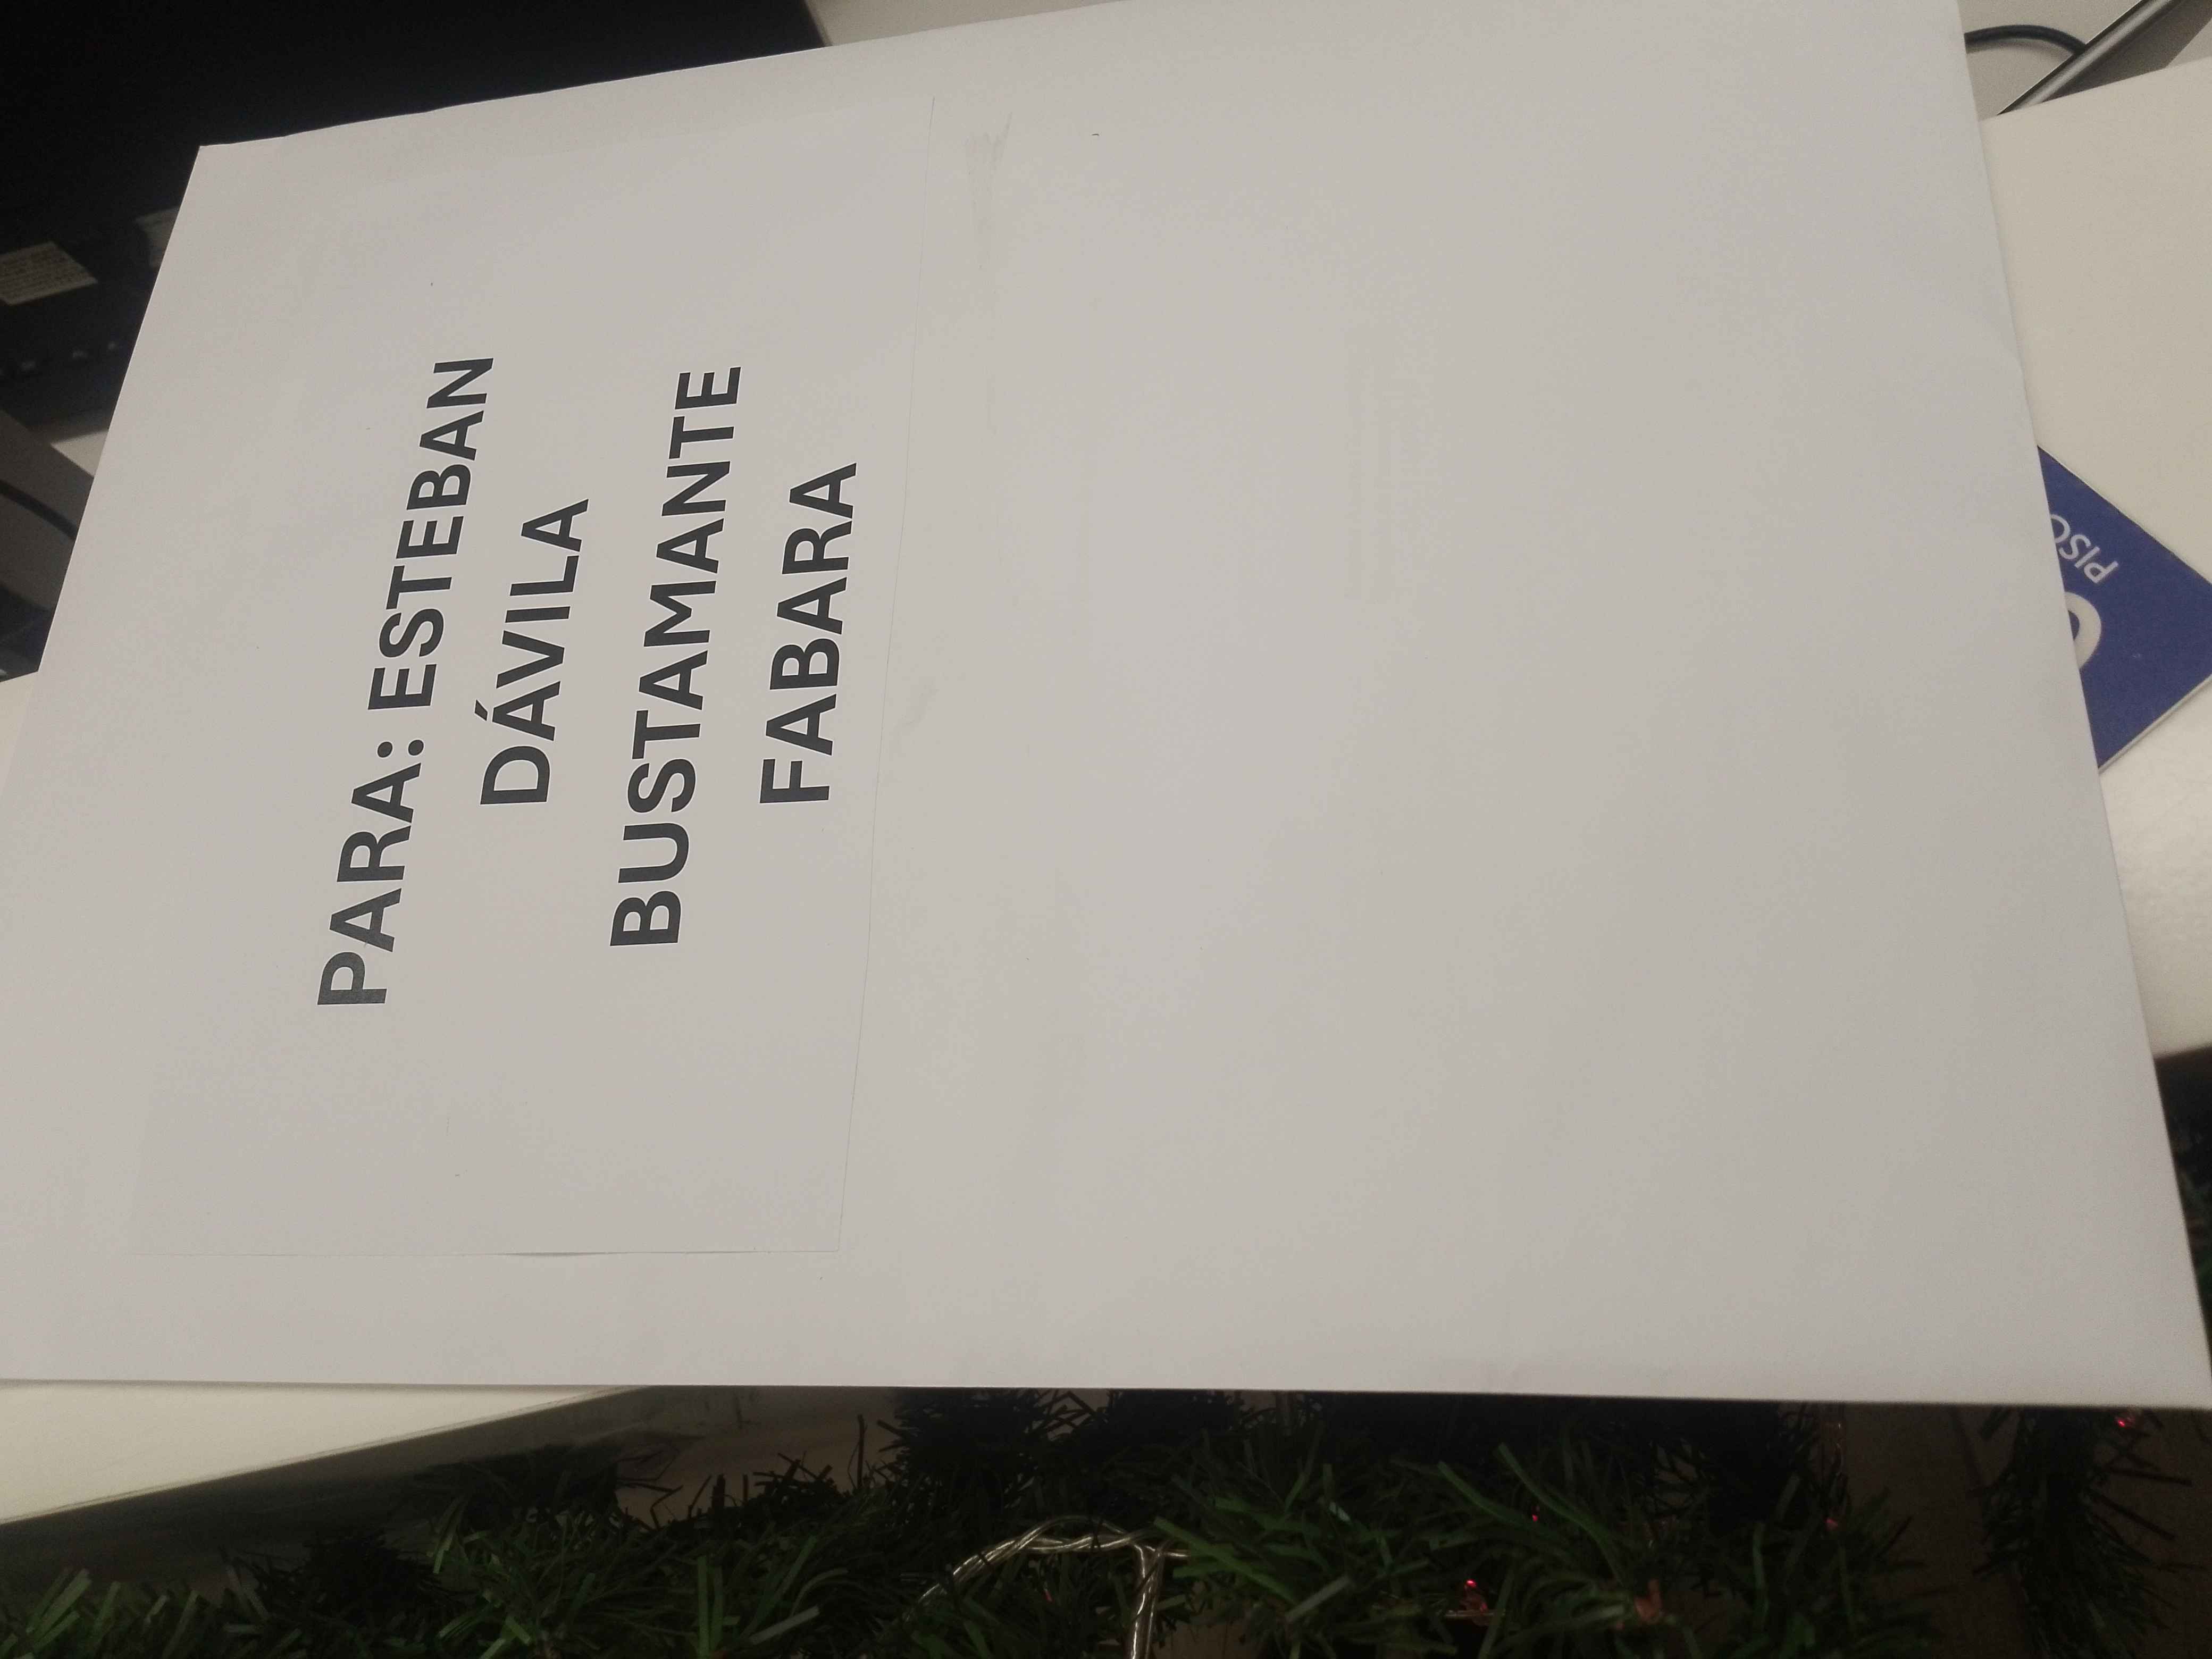 PARA: ESTEBAN
DÁVILA
BUSTAMANTE
FABARA
PISO